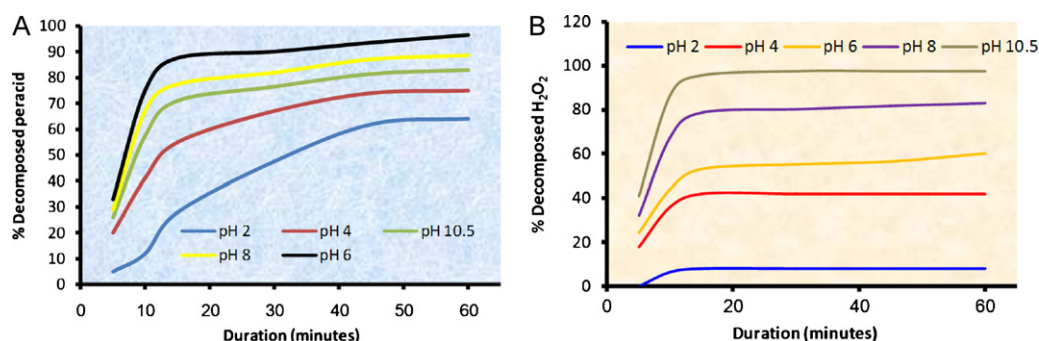 A
% Decomposed peracid
100
90
80
70
60
50
40
30
20
10
0
pH 2 pH 4 pH 10.5
pH 8 pH 6
0 10 20 30 40 50 60
Duration (minutes)
B
% Decomposed H₂O₂
120
100
80
60
40
20
0
pH 2 pH 4 pH 6 pH 8 pH 10.5
0 20 40 60
Duration (minutes)